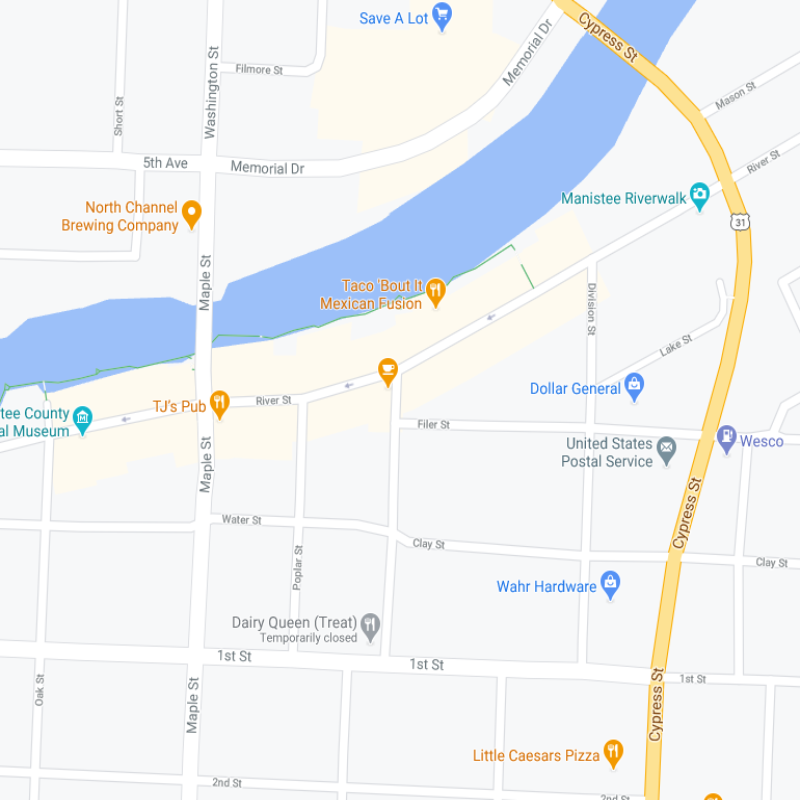 Save A Lot
Cypress St
Memorial Dr
Filmore St
Washington St
Short St
Mason St
5th Ave
Memorial Dr
River St
North Channel
Brewing Company
Manistee Riverwalk
31
Maple St
Taco 'Bout It
Mexican Fusion
Division St
Lake St
Dollar General
TJ's Pub
River St
tee County
al Museum
Filer St
United States
Postal Service
Wesco
Maple St
Cypress St
Water St
Clay St
Clay St
Poplar St
Wahr Hardware
Dairy Queen (Treat)
Temporarily closed
1st St
1st St
1st St
Oak St
Maple St
Cypress St
Little Caesars Pizza
2nd St
2nd St